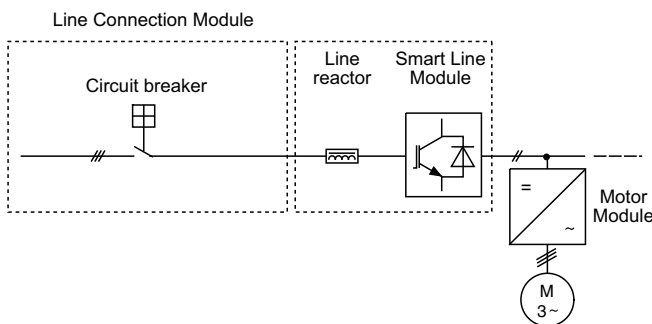 Line Connection Module
Line
reactor
Smart Line
Module
Circuit breaker
=
~
Motor
Module
M
3~